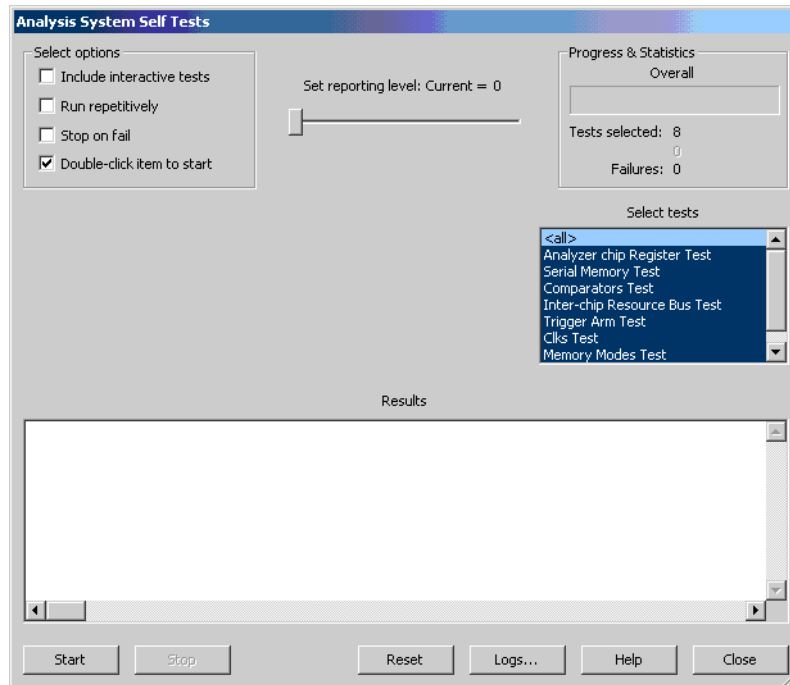 Analysis System Self Tests
Select options
Include interactive tests
Run repetitively
Stop on fail
Double-click item to start
Set reporting level: Current = 0
Progress & Statistics
Overall
Tests selected: 8
0
Failures: 0
Select tests
<all>
Analyzer chip Register Test
Serial Memory Test
Comparators Test
Inter-chip Resource Bus Test
Trigger Arm Test
Clks Test
Memory Modes Test
Results
Start
Stop
Reset
Logs...
Help
Close